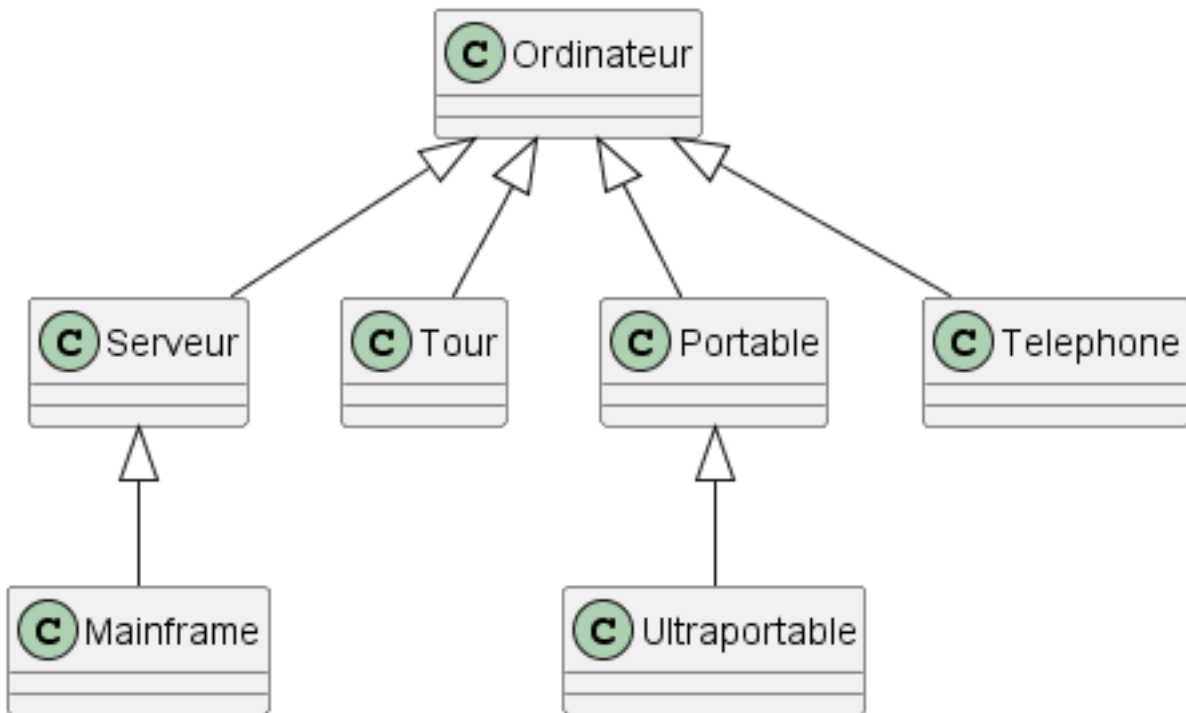 C Ordinateur
C Serveur
C Tour
C Portable
C Telephone
C Mainframe
C Ultraportable